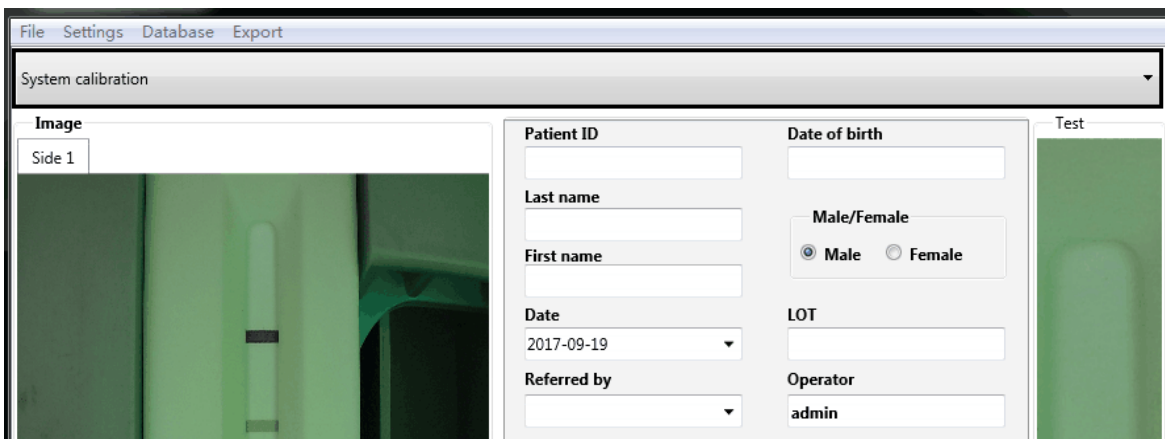 File Settings Database Export
System calibration
Image
Side 1
Patient ID
Date of birth
Last name
Male/Female
Male Female
First name
Date
2017-09-19
LOT
Referred by
Operator
admin
Test